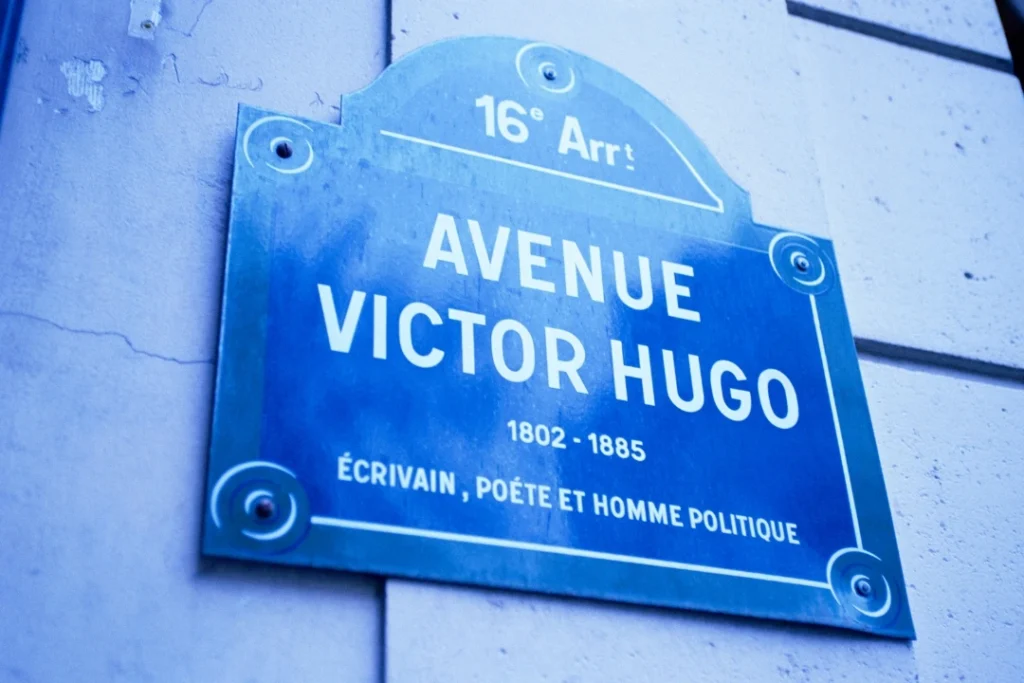 16e Arrt
AVENUE
VICTOR HUGO
1802 - 1885
ÉCRIVAIN , POÉTE ET HOMME POLITIQUE